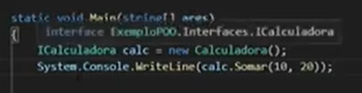 static void Main(string[] args)
{
interface ExemploPOO.Interfaces.ICalculadora
ICalculadora calc = new Calculadora();
System.Console.WriteLine(calc.Somar(10, 20));